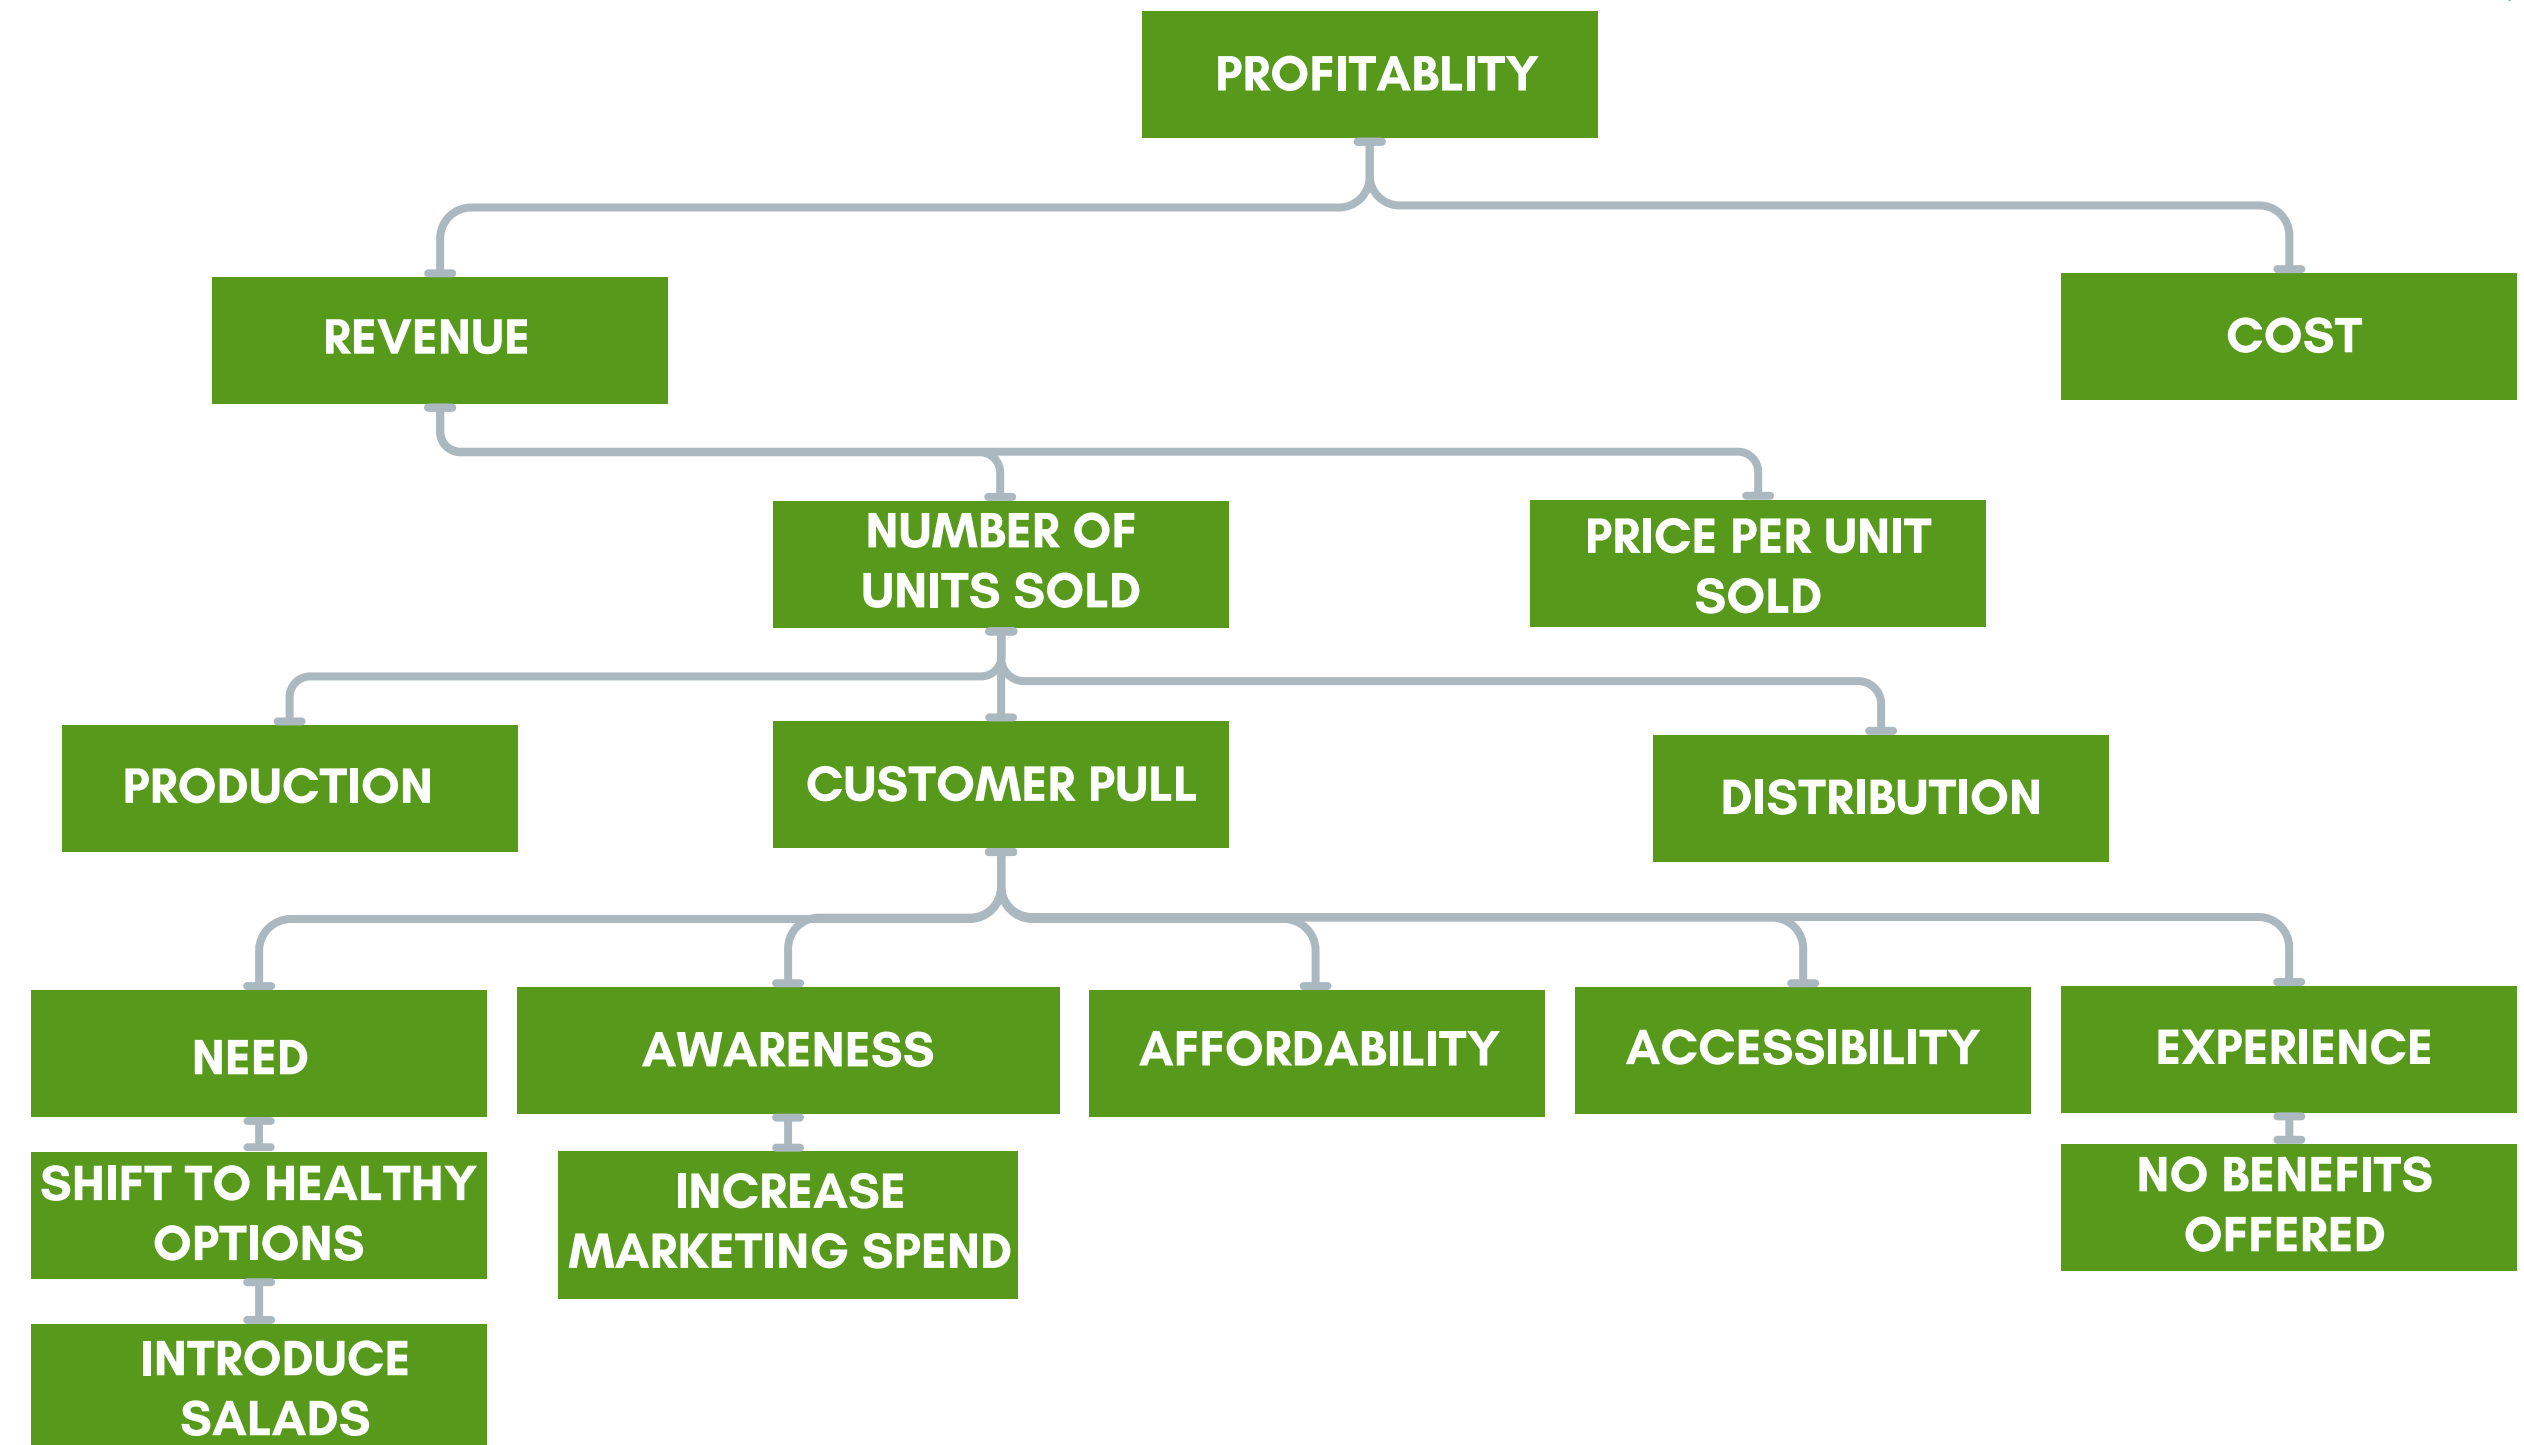 PROFITABLITY
REVENUE
COST
NUMBER OF
UNITS SOLD
PRICE PER UNIT
SOLD
PRODUCTION
CUSTOMER PULL
DISTRIBUTION
NEED
AWARENESS
AFFORDABILITY
ACCESSIBILITY
EXPERIENCE
SHIFT TO HEALTHY
OPTIONS
INCREASE
MARKETING SPEND
NO BENEFITS
OFFERED
INTRODUCE
SALADS